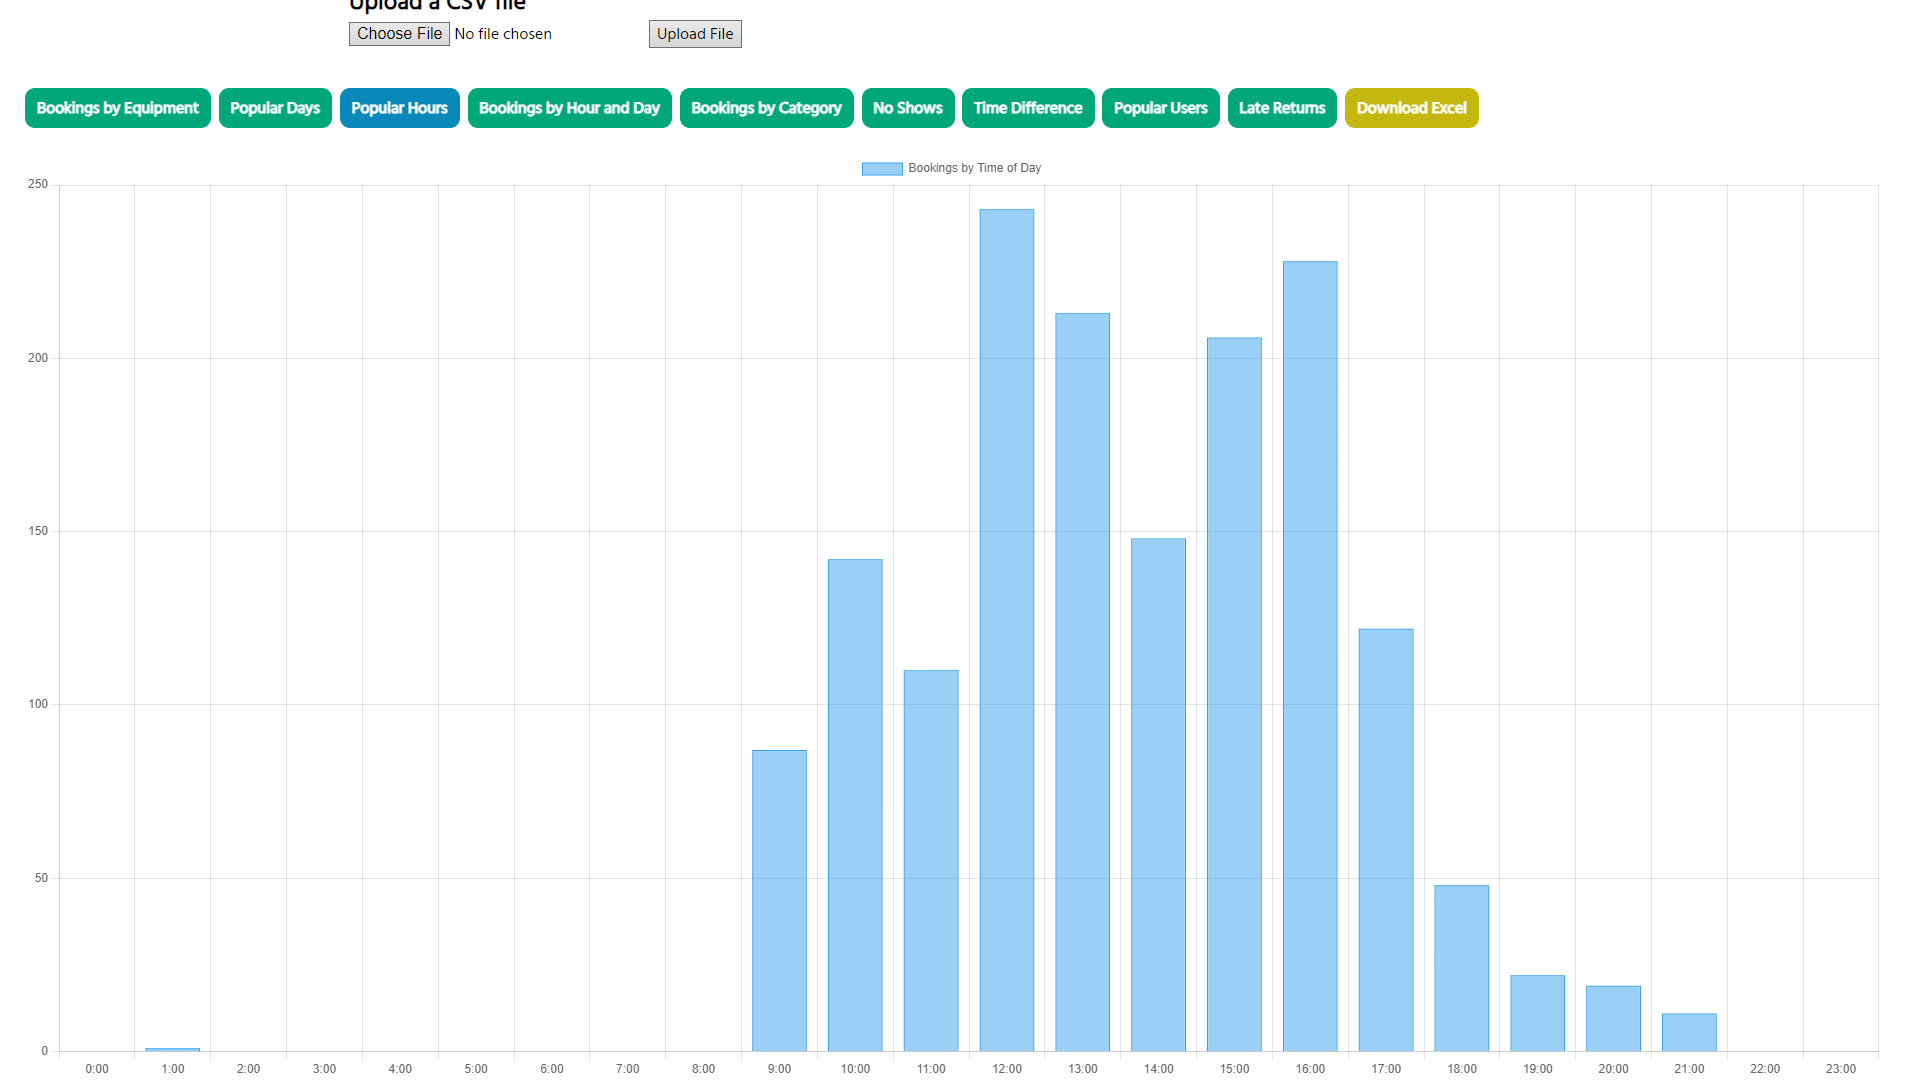 Upload a CSV file
Choose File No file chosen Upload File
Bookings by Equipment Popular Days Popular Hours Bookings by Hour and Day Bookings by Category No Shows Time Difference Popular Users Late Returns Download Excel
Bookings by Time of Day
250
200
150
100
50
0
0:00 1:00 2:00 3:00 4:00 5:00 6:00 7:00 8:00 9:00 10:00 11:00 12:00 13:00 14:00 15:00 16:00 17:00 18:00 19:00 20:00 21:00 22:00 23:00